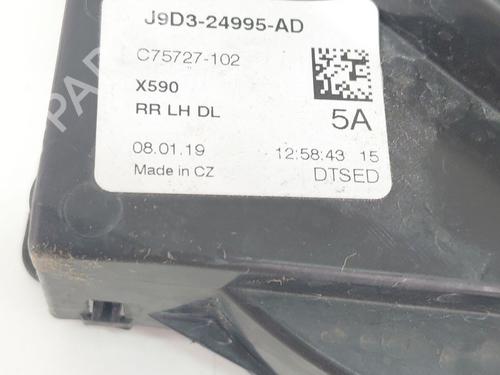 J9D3-24995-AD
C75727-102
X590
RR LH DL
5A
08.01.19 12:58:43 15
Made in CZ DTSED